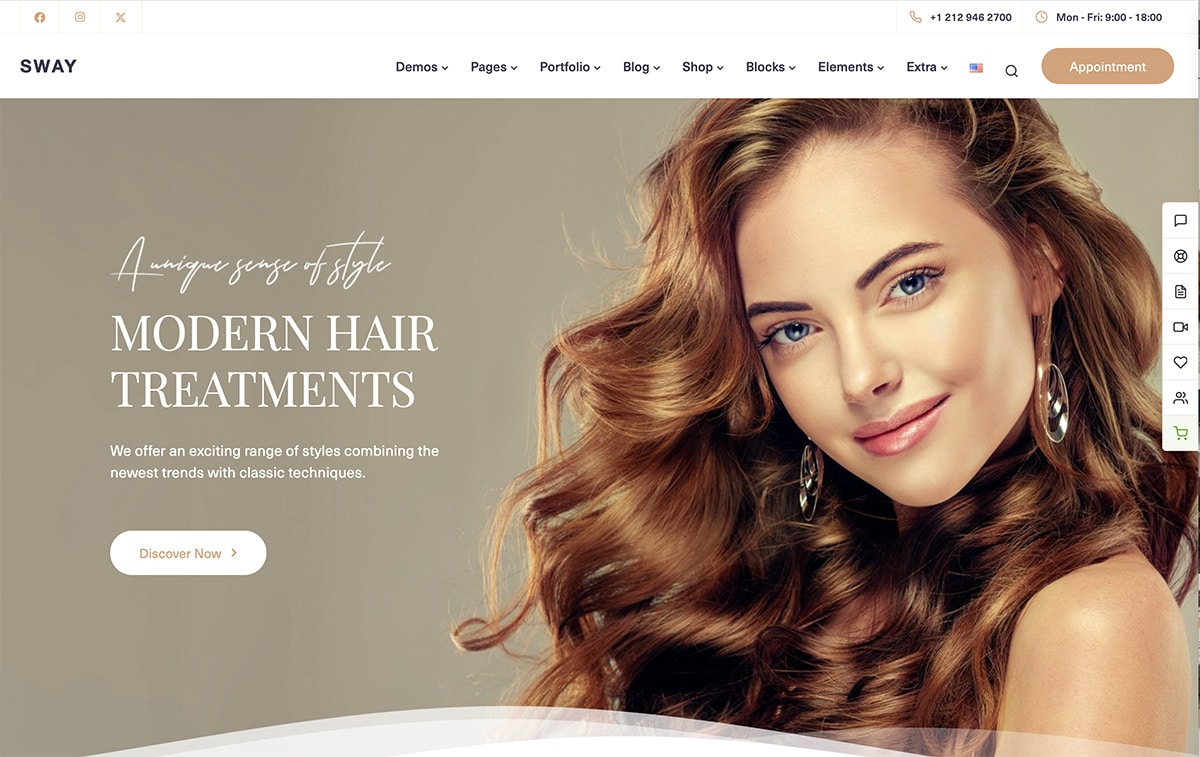 +1 212 946 2700
Mon - Fri: 9:00 - 18:00
SWAY
Demos
Pages
Portfolio
Blog
Shop
Blocks
Elements
Extra
Appointment
A unique sense of style
MODERN HAIR
TREATMENTS
We offer an exciting range of styles combining the
newest trends with classic techniques.
Discover Now